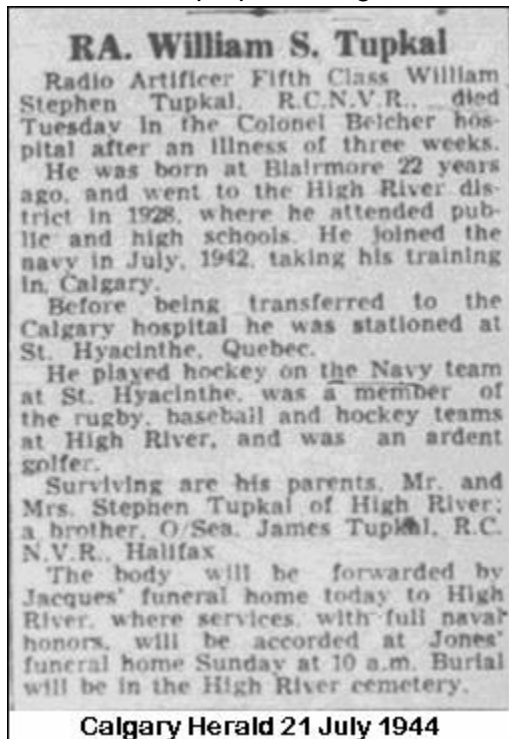 RA. William S. Tupkal
Radio Artificer Fifth Class William
Stephen Tupkal, R.C.N.V.R., died
Tuesday in the Colonel Belcher hos-
pital after an illness of three weeks.
He was born at Blairmore 22 years
ago, and went to the High River dis-
trict in 1928, where he attended pub-
lic and high schools. He joined the
navy in July, 1942, taking his training
in Calgary.
Before being transferred to the
Calgary hospital he was stationed at
St. Hyacinthe, Quebec.
He played hockey on the Navy team
at St. Hyacinthe, was a member of
the rugby, baseball and hockey teams
at High River, and was an ardent
golfer.
Surviving are his parents, Mr. and
Mrs. Stephen Tupkal of High River;
a brother, O/Sea. James Tupkal, R.C.
N.V.R., Halifax
The body will be forwarded by
Jacques' funeral home today to High
River, where services, with full naval
honors, will be accorded at Jones'
funeral home Sunday at 10 a.m. Burial
will be in the High River cemetery.
Calgary Herald 21 July 1944